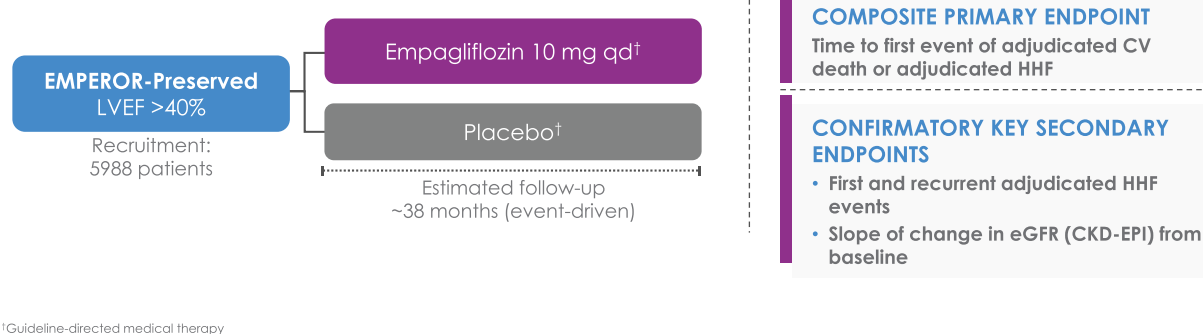 EMPEROR-Preserved
LVEF >40%
Recruitment:
5988 patients
Empagliflozin 10 mg qd†
Placebo†
Estimated follow-up
~38 months (event-driven)
COMPOSITE PRIMARY ENDPOINT
Time to first event of adjudicated CV
death or adjudicated HHF
CONFIRMATORY KEY SECONDARY
ENDPOINTS
• First and recurrent adjudicated HHF
events
• Slope of change in eGFR (CKD-EPI) from
baseline
†Guideline-directed medical therapy